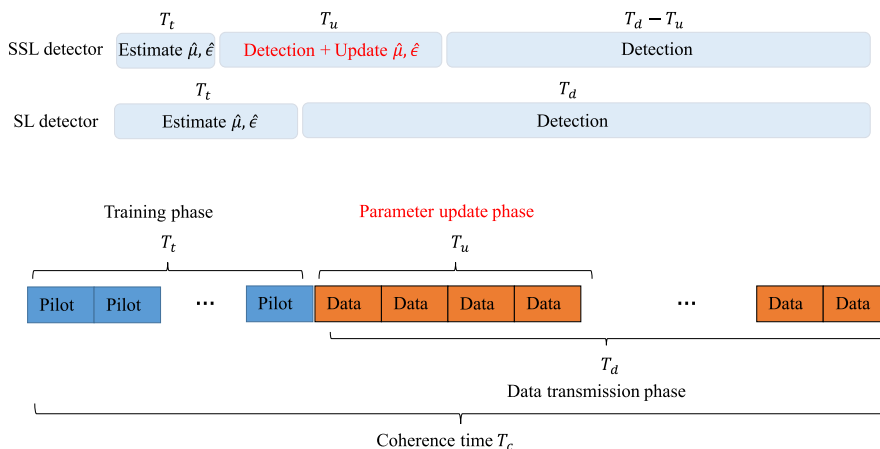 T_t T_u T_d − T_u
SSL detector Estimate μ̂, ϵ̂ Detection + Update μ̂, ϵ̂ Detection
T_t T_d
SL detector Estimate μ̂, ϵ̂ Detection
Training phase Parameter update phase
T_t T_u
Pilot Pilot ... Pilot Data Data Data Data ... Data Data
T_d
Data transmission phase
Coherence time T_c